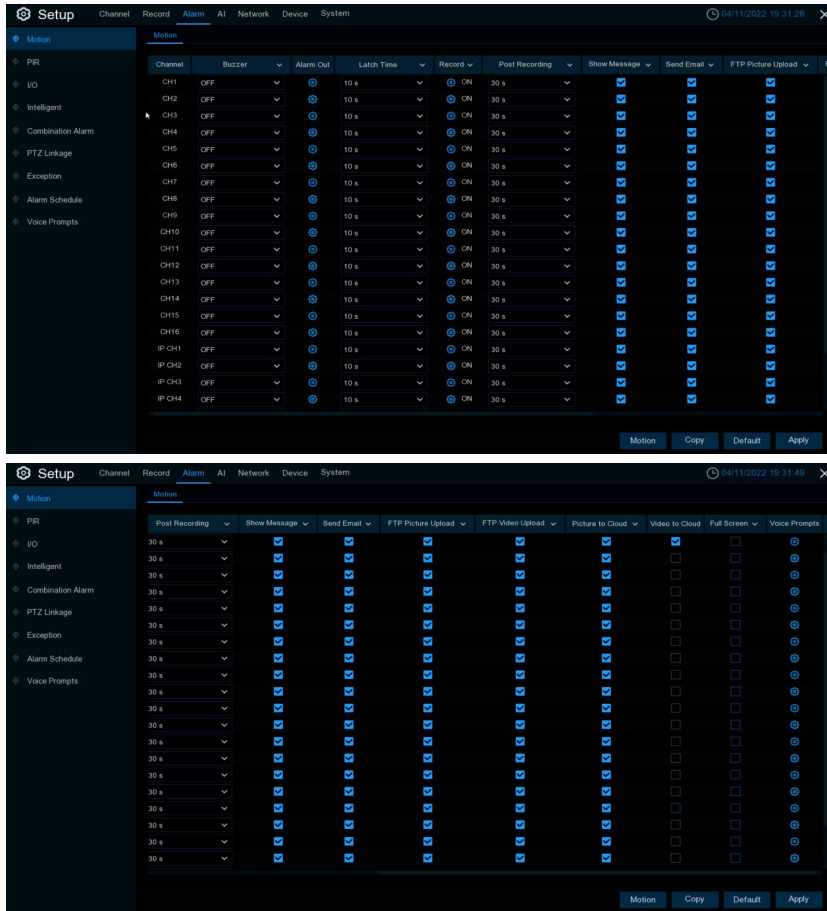 Setup Channel Record Alarm AI Network Device System 04/11/2022 19:31:28
Motion Motion
PIR Channel Buzzer Alarm Out Latch Time Record Post Recording Show Message Send Email FTP Picture Upload
CH1 OFF 10 s ON 30 s
I/O
CH2 OFF 10 s ON 30 s
Intelligent
CH3 OFF 10 s ON 30 s
Combination Alarm CH4 OFF 10 s ON 30 s
PTZ Linkage CH5 OFF 10 s ON 30 s
CH6 OFF 10 s ON 30 s
Exception
CH7 OFF 10 s ON 30 s
Alarm Schedule CH8 OFF 10 s ON 30 s
CH9 OFF 10 s ON 30 s
Voice Prompts
CH10 OFF 10 s ON 30 s
CH11 OFF 10 s ON 30 s
CH12 OFF 10 s ON 30 s
CH13 OFF 10 s ON 30 s
CH14 OFF 10 s ON 30 s
CH15 OFF 10 s ON 30 s
CH16 OFF 10 s ON 30 s
IP CH1 OFF 10 s ON 30 s
IP CH2 OFF 10 s ON 30 s
IP CH3 OFF 10 s ON 30 s
IP CH4 OFF 10 s ON 30 s
Motion Copy Default Apply
Setup Channel Record Alarm AI Network Device System 04/11/2022 19:31:49
Motion Motion
PIR Post Recording Show Message Send Email FTP Picture Upload FTP Video Upload Picture to Cloud Video to Cloud Full Screen Voice Prompts
I/O 30 s
30 s
Intelligent
30 s
Combination Alarm 30 s
30 s
PTZ Linkage
30 s
Exception 30 s
30 s
Alarm Schedule
30 s
Voice Prompts 30 s
30 s
30 s
30 s
30 s
30 s
30 s
30 s
30 s
30 s
30 s
Motion Copy Default Apply